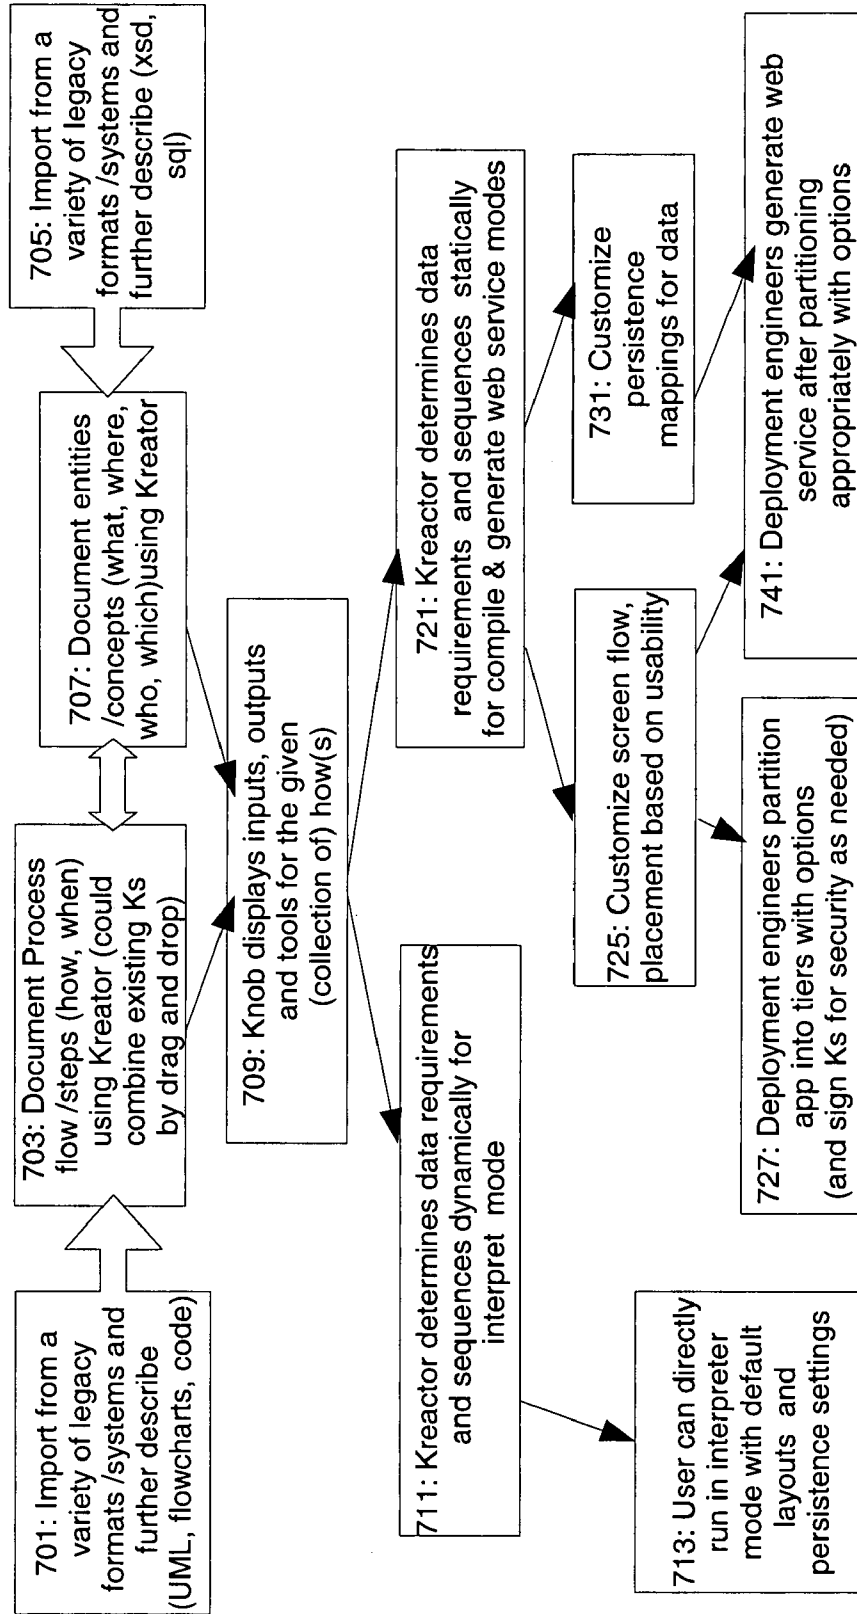 701: Import from a
variety of legacy
formats /systems and
further describe
(UML, flowcharts, code)
703: Document Process
flow /steps (how, when)
using Kreator (could
combine existing Ks
by drag and drop)
707: Document entities
/concepts (what, where,
who, which)using Kreator
705: Import from a
variety of legacy
formats /systems and
further describe (xsd,
sql)
709: Knob displays inputs, outputs
and tools for the given
(collection of) how(s)
711: Kreactor determines data requirements
and sequences dynamically for
interpret mode
721: Kreactor determines data
requirements and sequences statically
for compile & generate web service modes
713: User can directly
run in interpreter
mode with default
layouts and
persistence settings
725: Customize screen flow,
placement based on usability
731: Customize
persistence
mappings for data
727: Deployment engineers partition
app into tiers with options
(and sign Ks for security as needed)
741: Deployment engineers generate web
service after partitioning
appropriately with options